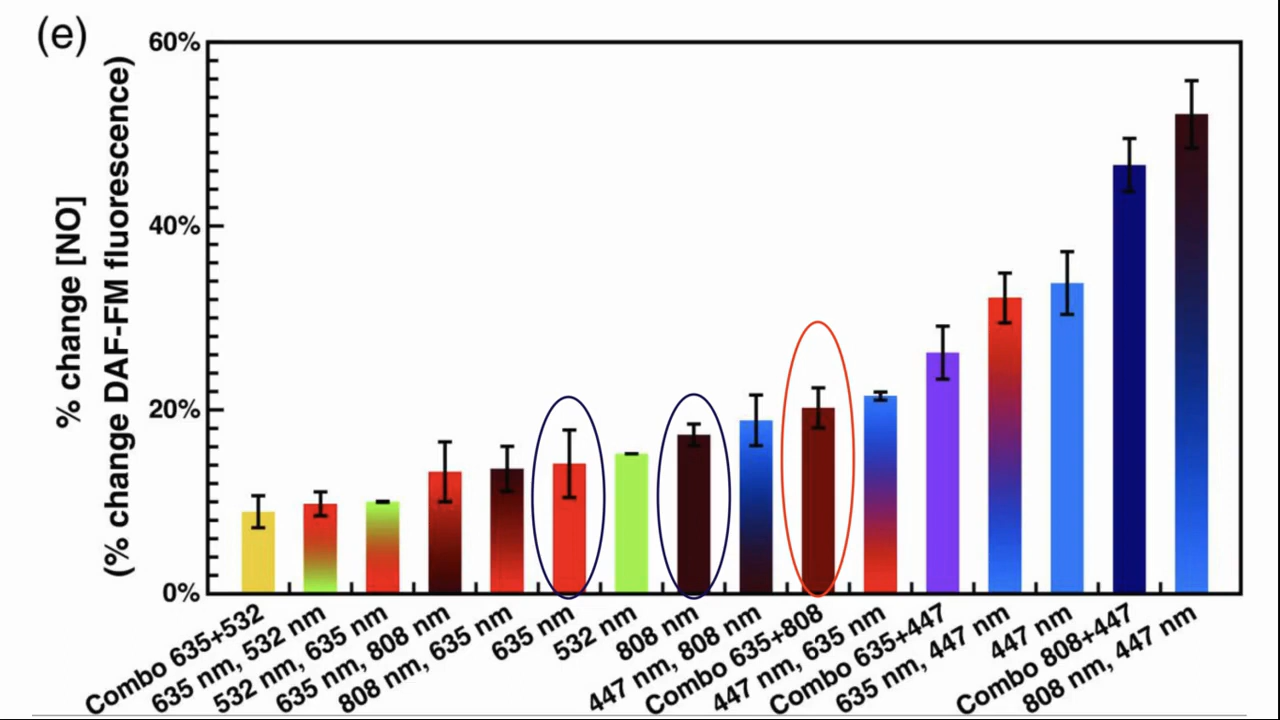 (e)
% change [NO]
(% change DAF-FM fluorescence)
60%
40%
20%
0%
Combo 635+532
635 nm, 532 nm
532 nm, 635 nm
635 nm, 808 nm
808 nm, 635 nm
635 nm
532 nm
808 nm
447 nm, 808 nm
Combo 635+808
447 nm, 635 nm
Combo 635+447
635 nm, 447 nm
447 nm
Combo 808+447
808 nm, 447 nm